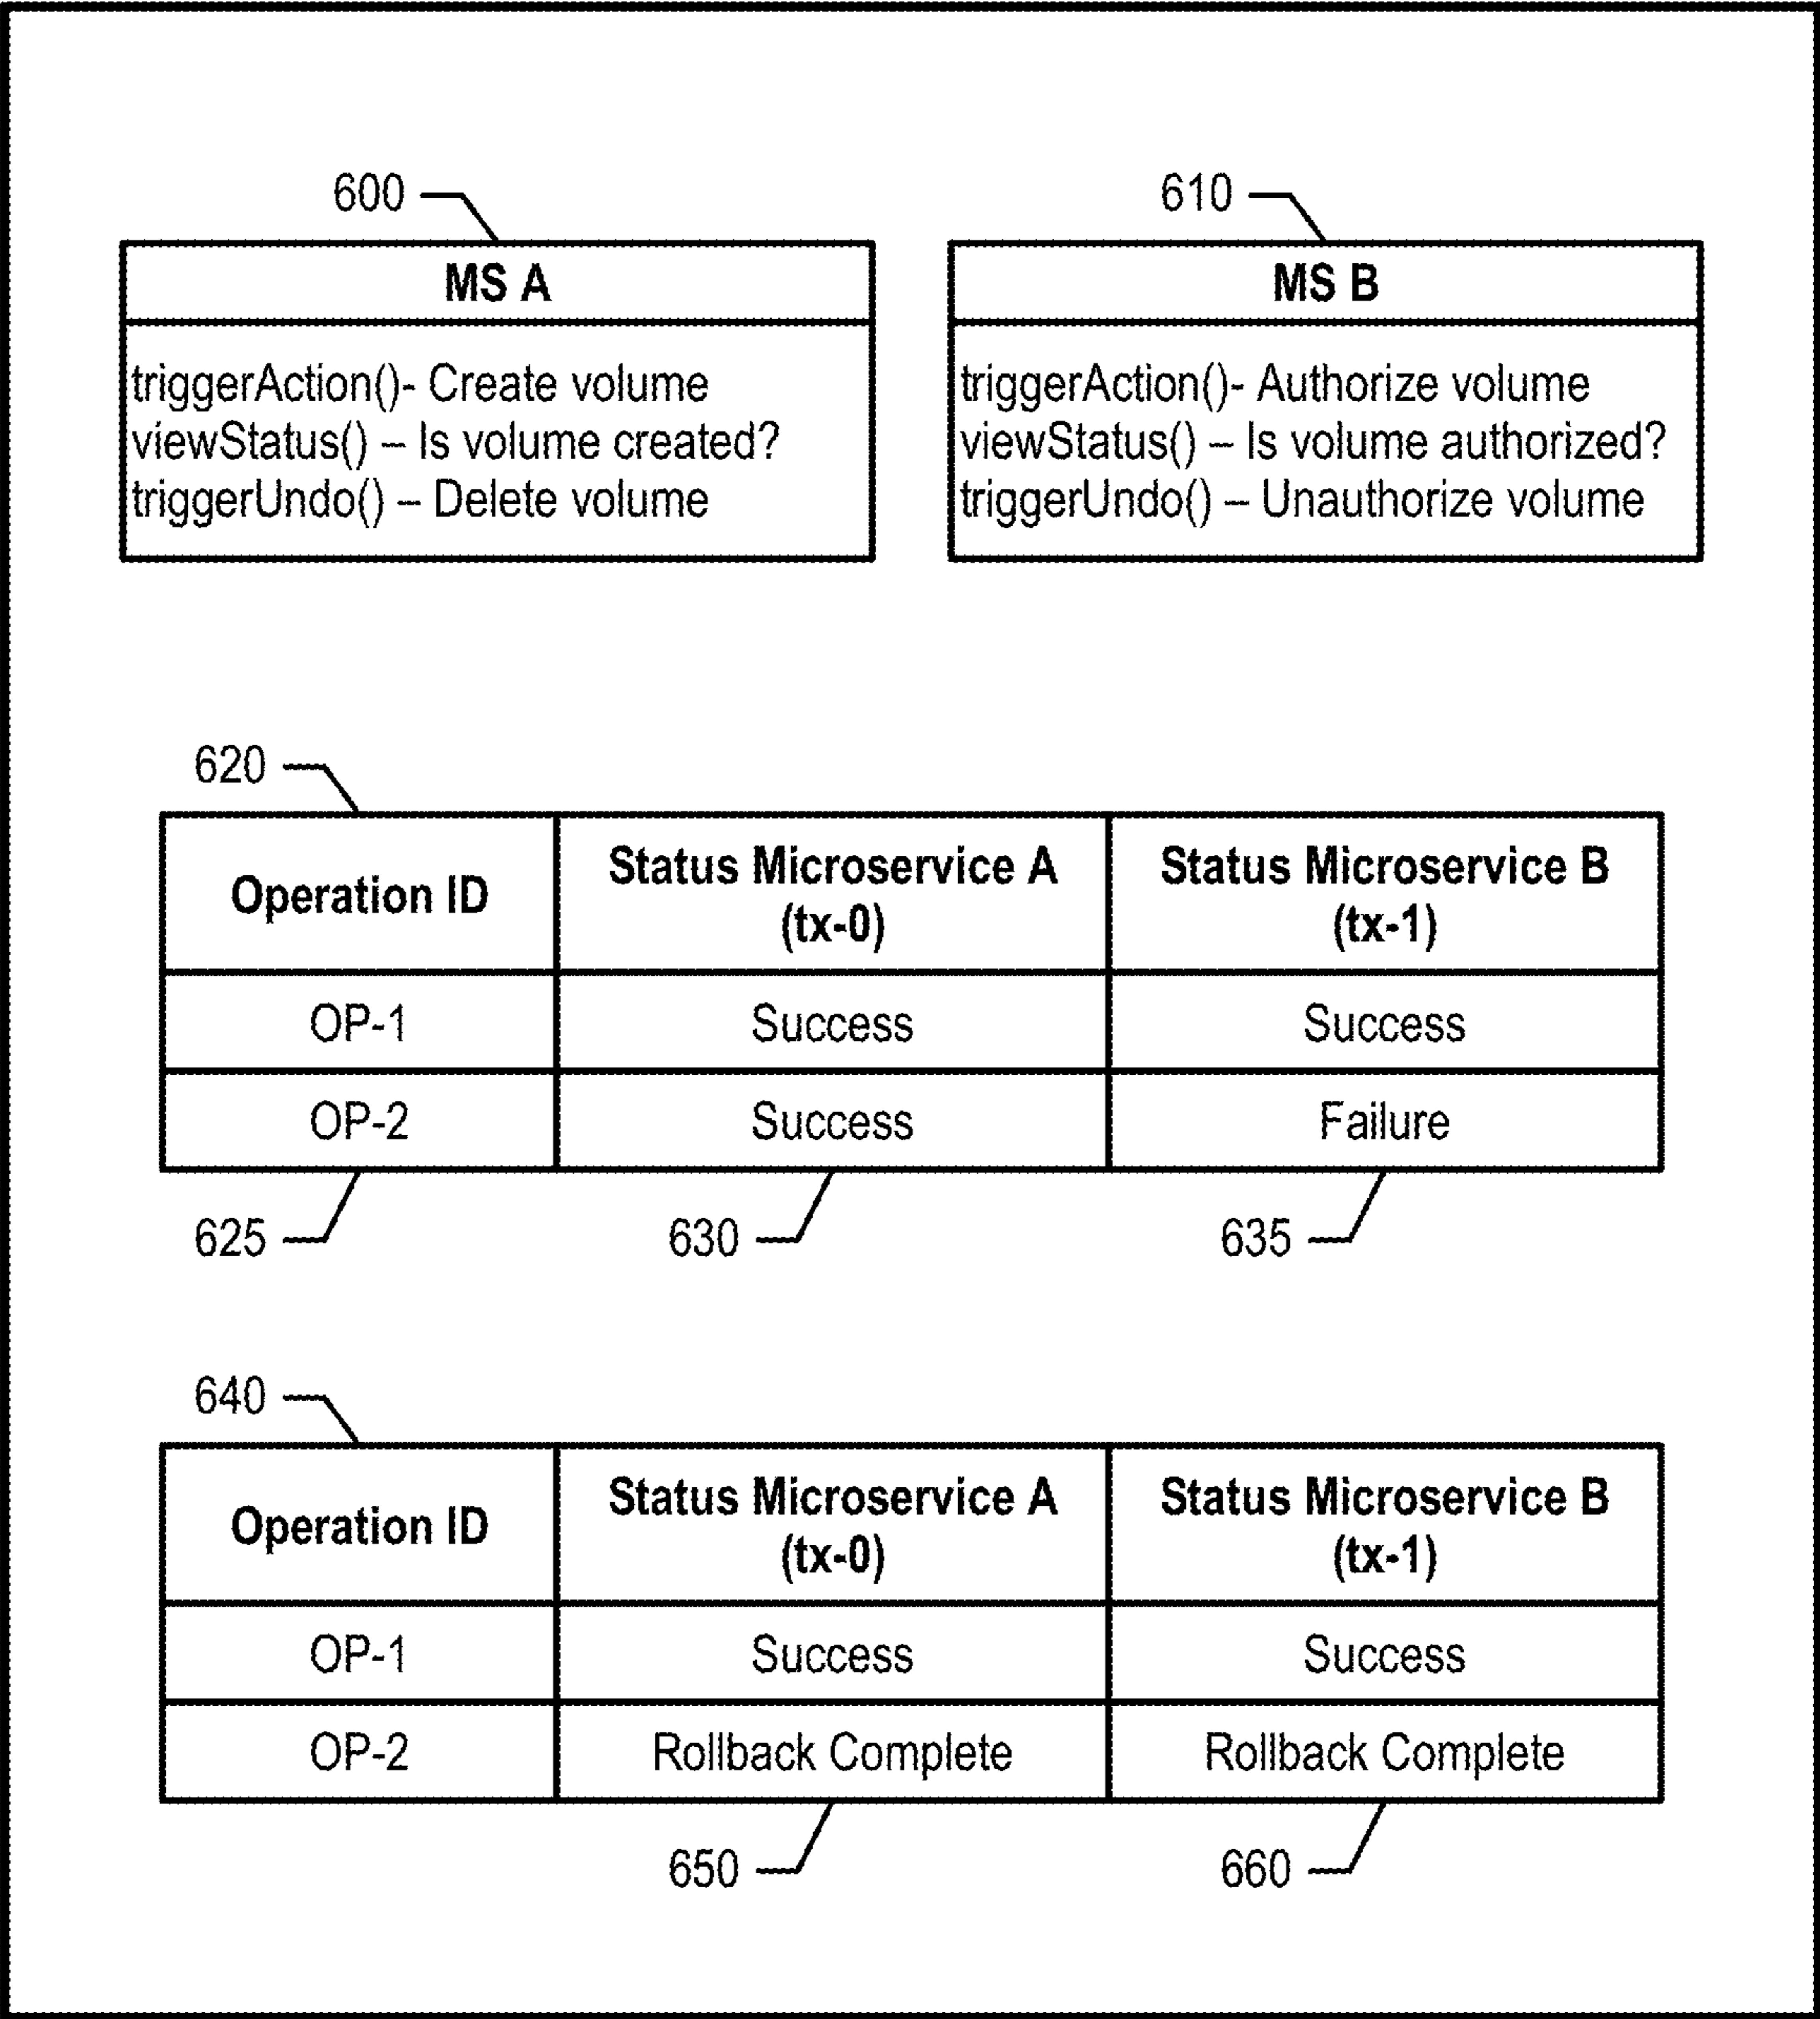 600
610
MS A
MS B
triggerAction()- Create volume
viewStatus() – Is volume created?
triggerUndo() – Delete volume
triggerAction()- Authorize volume
viewStatus() – Is volume authorized?
triggerUndo() – Unauthorize volume
620
Operation ID
Status Microservice A
(tx-0)
Status Microservice B
(tx-1)
OP-1
Success
Success
OP-2
Success
Failure
625
630
635
640
Operation ID
Status Microservice A
(tx-0)
Status Microservice B
(tx-1)
OP-1
Success
Success
OP-2
Rollback Complete
Rollback Complete
650
660